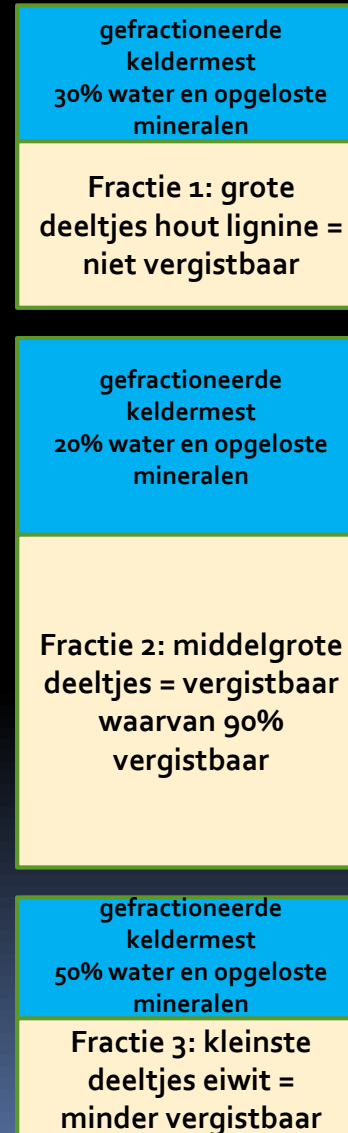 gefractioneerde
keldermest
30% water en opgeloste
mineralen
Fractie 1: grote
deeltjes hout lignine =
niet vergistbaar
gefractioneerde
keldermest
20% water en opgeloste
mineralen
Fractie 2: middelgrote
deeltjes = vergistbaar
waarvan 90%
vergistbaar
gefractioneerde
keldermest
50% water en opgeloste
mineralen
Fractie 3: kleinste
deeltjes eiwit =
minder vergistbaar